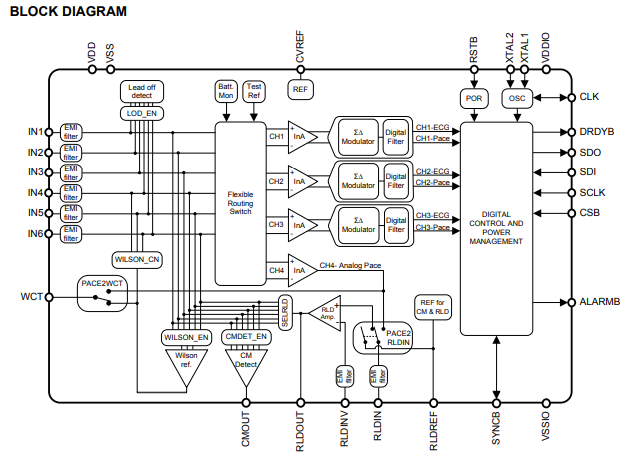 BLOCK DIAGRAM
VDD
VSS
CVREF
RSTB
XTAL2
XTAL1
VDDIO
Lead off
detect
LOD_EN
Batt.
Mon
Test
Ref
REF
POR
OSC
CLK
IN1
EMI
filter
IN2
EMI
filter
IN3
EMI
filter
IN4
EMI
filter
IN5
EMI
filter
IN6
EMI
filter
Flexible
Routing
Switch
CH1
+
InA
-
ΣΔ
Modulator
Digital
Filter
CH1-ECG
CH1-Pace
CH2
+
InA
-
ΣΔ
Modulator
Digital
Filter
CH2-ECG
CH2-Pace
CH3
+
InA
-
ΣΔ
Modulator
Digital
Filter
CH3-ECG
CH3-Pace
CH4
+
InA
-
CH4- Analog Pace
DIGITAL
CONTROL AND
POWER
MANAGEMENT
DRDYB
SDO
SDI
SCLK
CSB
ALARMB
WILSON_CN
PACE2WCT
WCT
WILSON_EN
Wilson
ref.
CMDET_EN
CM
Detect
SELRLD
RLD
Amp.
+
-
PACE2
RLDIN
REF for
CM & RLD
EMI
filter
EMI
filter
CMOUT
RLDOUT
RLDINV
RLDIN
RLDREF
SYNCB
VSSIO